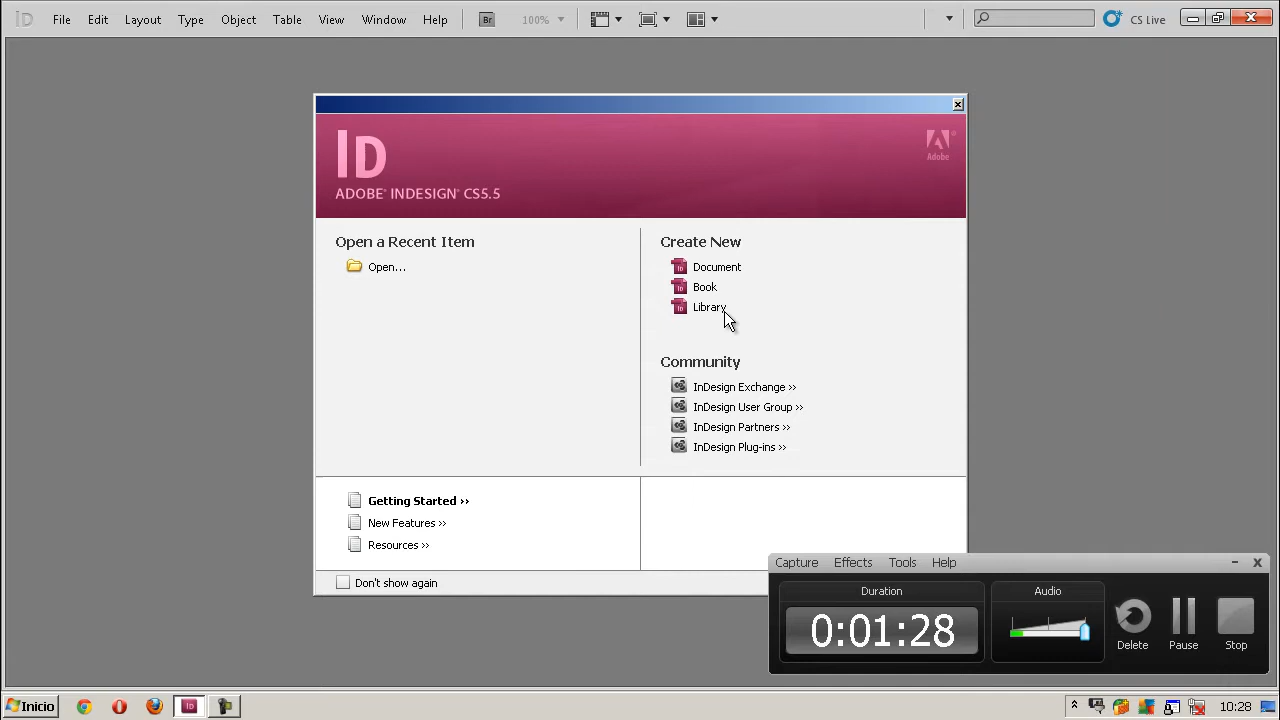 ID File Edit Layout Type Object Table View Window Help Br 100% CS Live
ID
Adobe
ADOBE® INDESIGN® CS5.5
Open a Recent Item
Open...
Create New
Document
Book
Library
Community
InDesign Exchange >>
InDesign User Group >>
InDesign Partners >>
InDesign Plug-ins >>
Getting Started >>
New Features >>
Resources >>
Don't show again
Capture Effects Tools Help
Duration
0:01:28
Audio
Delete
Pause
Stop
Inicio
10:28